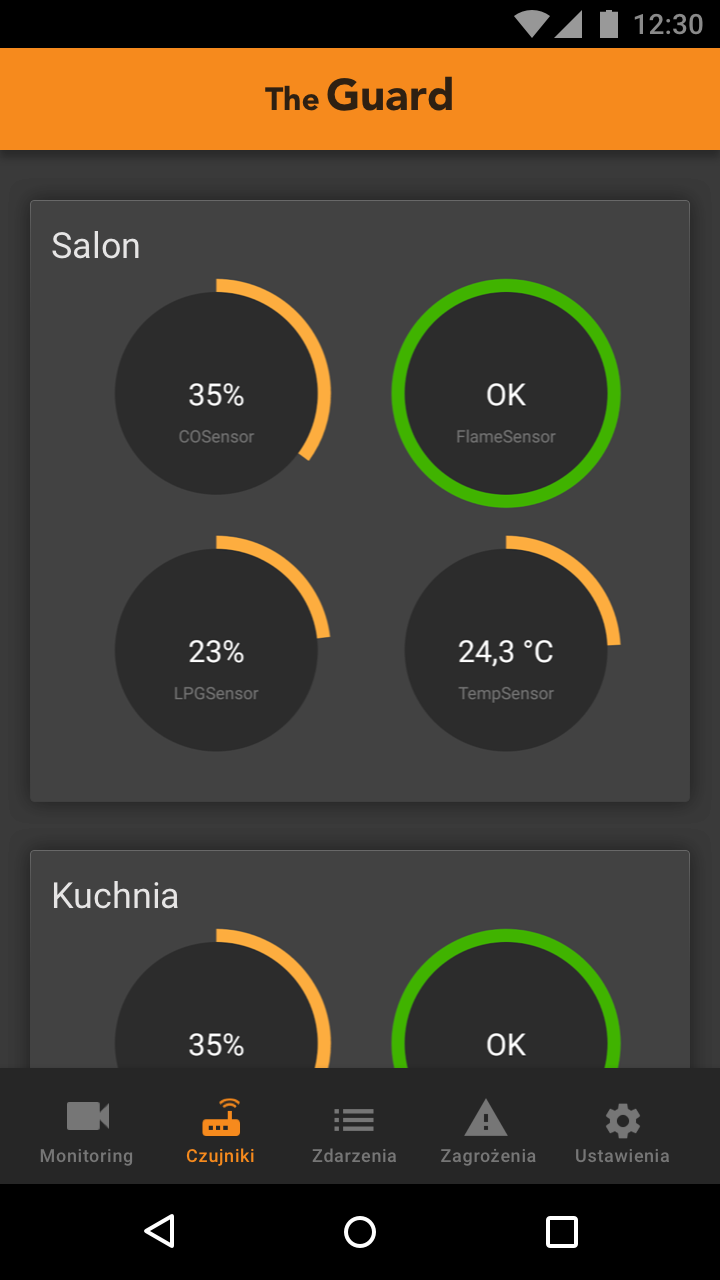 12:30
The Guard
Salon
35%
COSensor
OK
FlameSensor
23%
LPGSensor
24,3 °C
TempSensor
Kuchnia
35%
OK
Monitoring
Czujniki
Zdarzenia
Zagrożenia
Ustawienia